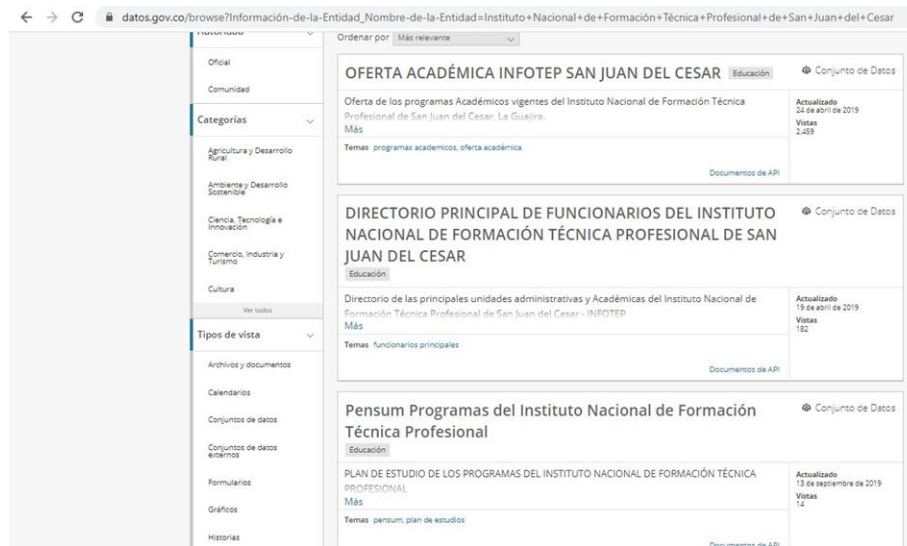 datos.gov.co/browse?Información-de-la-Entidad_Nombre-de-la-Entidad=Instituto+Nacional+de+Formación+Técnica+Profesional+de+San+Juan+del+Cesar
Autoridad
Oficial
Comunidad
Categorías
Agricultura y Desarrollo
Rural
Ambiente y Desarrollo
Sostenible
Ciencia, Tecnología e
Innovación
Comercio, Industria y
Turismo
Cultura
Ver todos
Tipos de vista
Archivos y documentos
Calendarios
Conjuntos de datos
Conjuntos de datos
externos
Formularios
Gráficos
Historias
Ordenar por Más relevante
OFERTA ACADÉMICA INFOTEP SAN JUAN DEL CESAR Educación
Conjunto de Datos
Oferta de los programas Académicos vigentes del Instituto Nacional de Formación Técnica
Profesional de San Juan del Cesar, La Guajira.
Más
Temas programas academicos, oferta académica
Documentos de API
Actualizado
24 de abril de 2019
Vistas
2.459
DIRECTORIO PRINCIPAL DE FUNCIONARIOS DEL INSTITUTO
NACIONAL DE FORMACIÓN TÉCNICA PROFESIONAL DE SAN
JUAN DEL CESAR
Educación
Conjunto de Datos
Directorio de las principales unidades administrativas y Académicas del Instituto Nacional de
Formación Técnica Profesional de San Juan del Cesar - INFOTEP
Más
Temas funcionarios principales
Documentos de API
Actualizado
19 de abril de 2019
Vistas
182
Pensum Programas del Instituto Nacional de Formación
Técnica Profesional
Educación
Conjunto de Datos
PLAN DE ESTUDIO DE LOS PROGRAMAS DEL INSTITUTO NACIONAL DE FORMACIÓN TÉCNICA
PROFESIONAL
Más
Temas pensum, plan de estudios
Documentos de API
Actualizado
13 de septiembre de 2019
Vistas
14